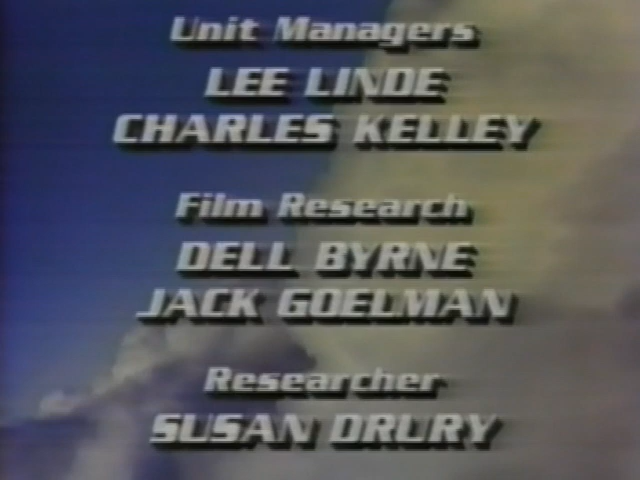 Unit Managers
LEE LINDE
CHARLES KELLEY
Film Research
DELL BYRNE
JACK GOELMAN
Researcher
SUSAN DRURY